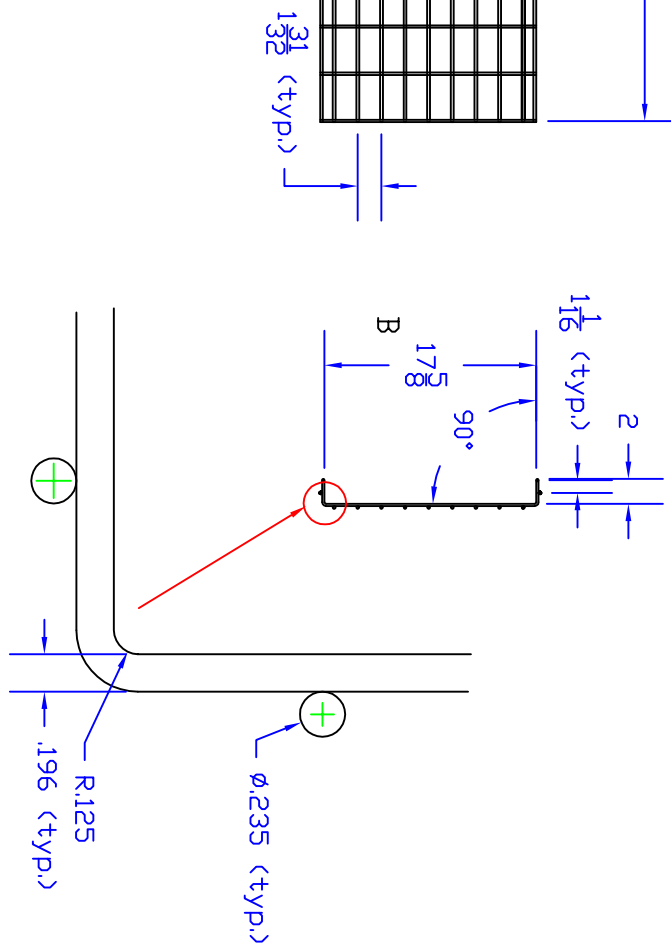 1 31/32 (typ.)
B
17 5/8
90°
1 1/16 (typ.)
2
R.125
.196 (typ.)
ø.235 (typ.)